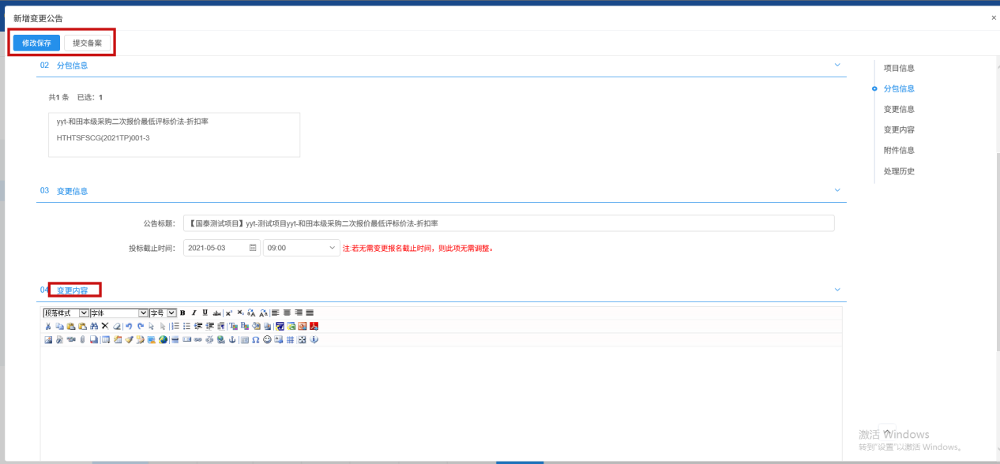 新增变更公告
×
修改保存 提交备案
02 分包信息
共1 条 已选：1
yyt-和田本级采购二次报价最低评标价法-折扣率
HTHTSFSCG(2021TP)001-3
03 变更信息
公告标题: 【国泰测试项目】yyt-测试项目yyt-和田本级采购二次报价最低评标价法-折扣率
投标截止时间: 2021-05-03 09:00 注:若无需变更报名截止时间，则此项无需调整。
04 变更内容
段落样式 字体 字号 B I U abc
项目信息
分包信息
变更信息
变更内容
附件信息
处理历史
激活 Windows
转到"设置"以激活 Windows。